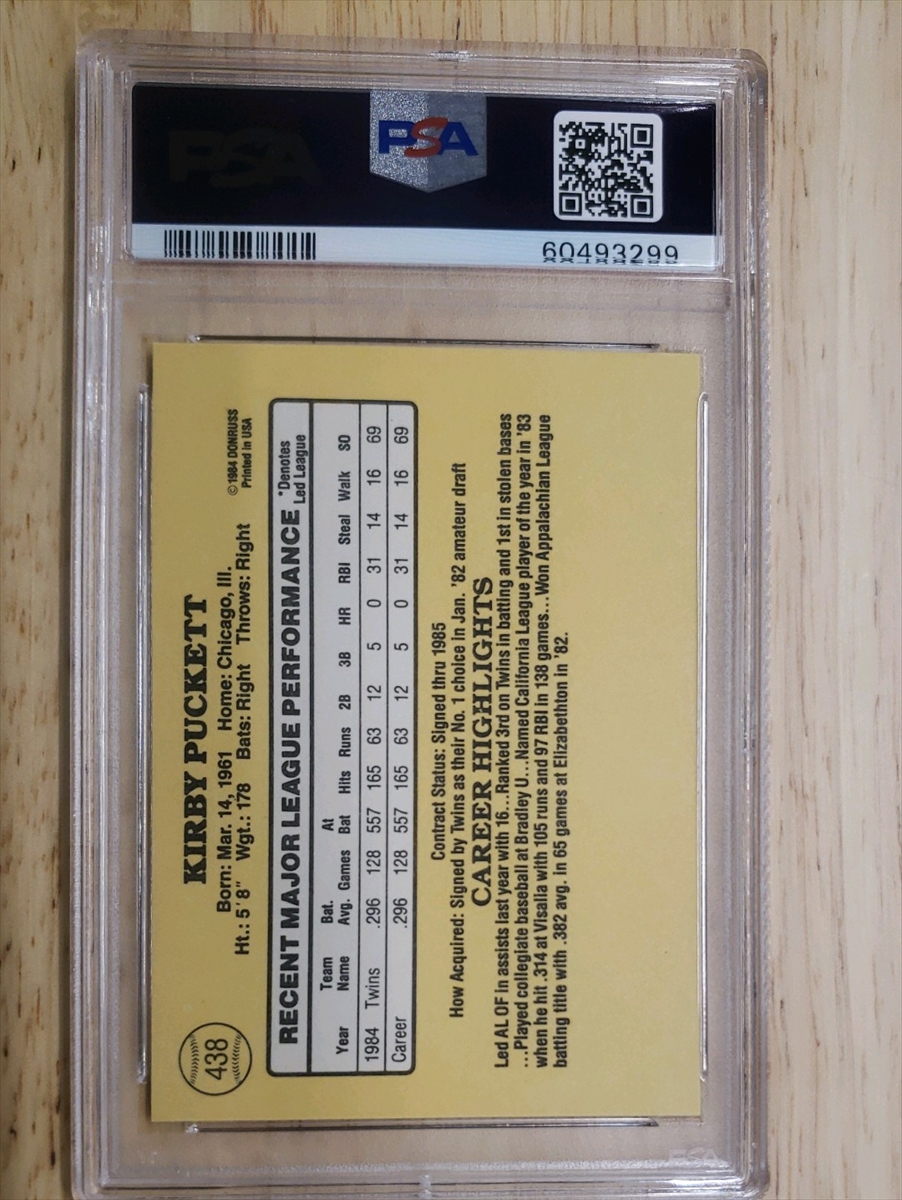 PSA
PSA
60493299
438
KIRBY PUCKETT
© 1984 DONRUSS
Printed in USA
Born: Mar. 14, 1961 Home: Chicago, Ill.
Ht.: 5' 8" Wgt.: 178 Bats: Right Throws: Right
RECENT MAJOR LEAGUE PERFORMANCE
*Denotes
Led League
Year Team Name Bat. Avg. Games At Bat Hits Runs 2B 3B HR RBI Steal Walk SO
1984 Twins .296 128 557 165 63 12 5 0 31 14 16 69
Career .296 128 557 165 63 12 5 0 31 14 16 69
Contract Status: Signed thru 1985
How Acquired: Signed by Twins as their No. 1 choice in Jan. '82 amateur draft
CAREER HIGHLIGHTS
Led AL OF in assists last year with 16...Ranked 3rd on Twins in batting and 1st in stolen bases
...Played collegiate baseball at Bradley U...Named California League player of the year in '83
when he hit .314 at Visalia with 105 runs and 97 RBI in 138 games...Won Appalachian League
batting title with .382 avg. in 65 games at Elizabethton in '82.
PSA